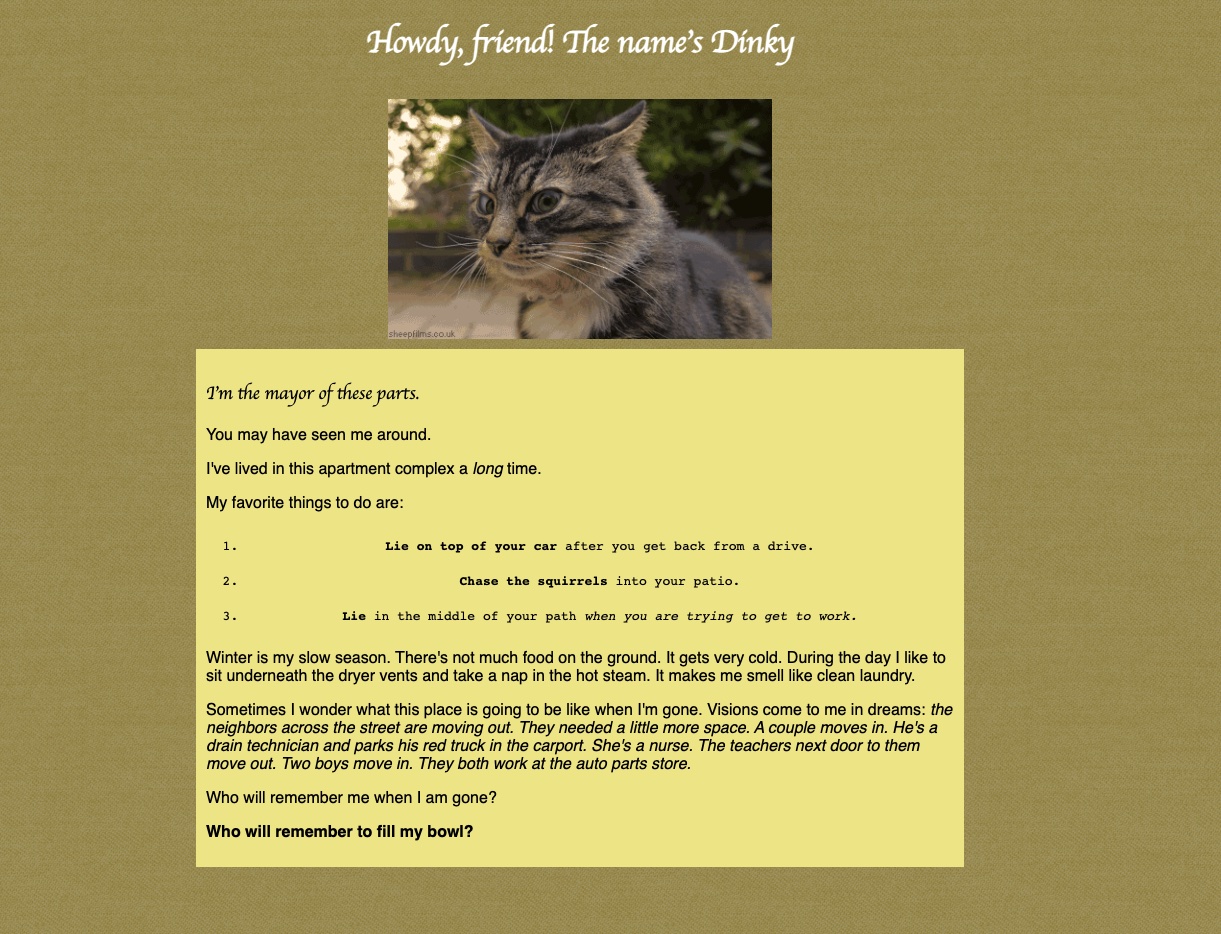 Howdy, friend! The name's Dinky
sheepfilms.co.uk
I'm the mayor of these parts.
You may have seen me around.
I've lived in this apartment complex a long time.
My favorite things to do are:
1. Lie on top of your car after you get back from a drive.
2. Chase the squirrels into your patio.
3. Lie in the middle of your path when you are trying to get to work.
Winter is my slow season. There's not much food on the ground. It gets very cold. During the day I like to
sit underneath the dryer vents and take a nap in the hot steam. It makes me smell like clean laundry.
Sometimes I wonder what this place is going to be like when I'm gone. Visions come to me in dreams: the
neighbors across the street are moving out. They needed a little more space. A couple moves in. He's a
drain technician and parks his red truck in the carport. She's a nurse. The teachers next door to them
move out. Two boys move in. They both work at the auto parts store.
Who will remember me when I am gone?
Who will remember to fill my bowl?